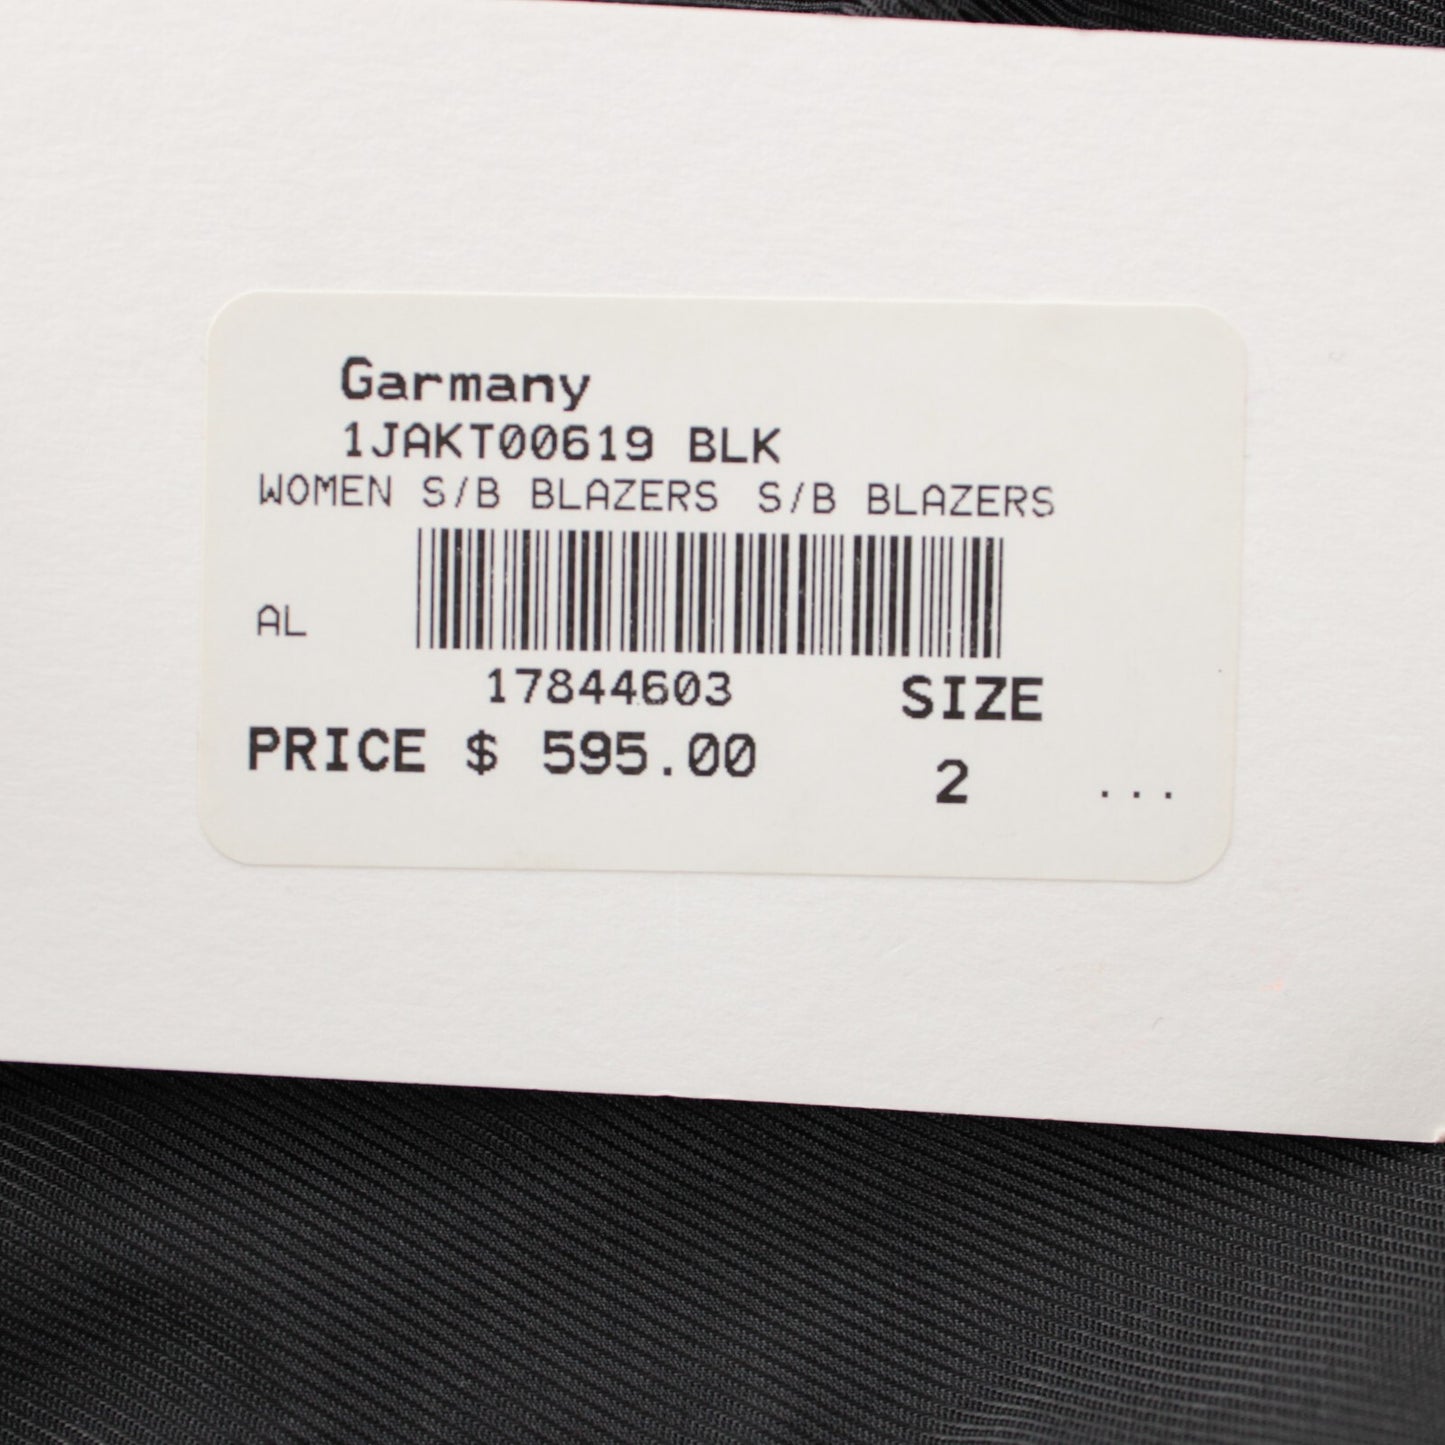 Garmany
1JAKT00619 BLK
WOMEN S/B BLAZERS S/B BLAZERS
AL
17844603
SIZE
PRICE $ 595.00
2 ...